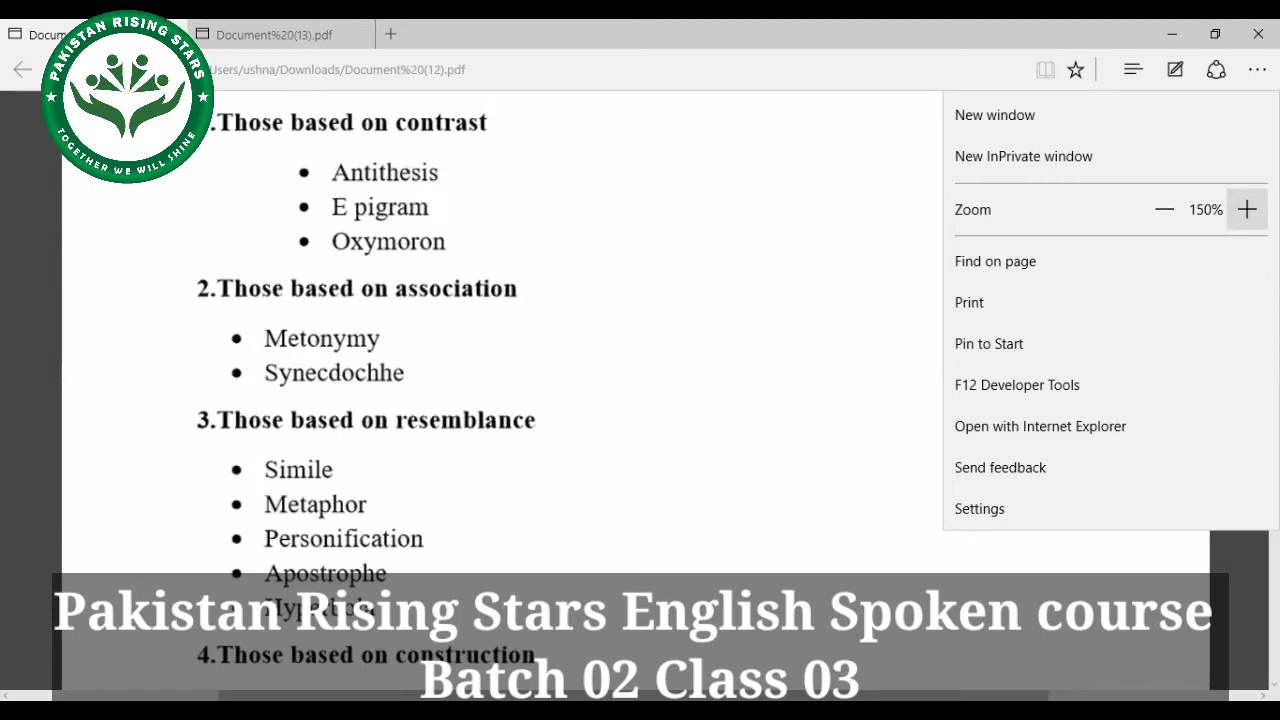 PAKISTAN RISING STARS
TOGETHER WE WILL SHINE
Docum
Document%20(13).pdf
Users/ushna/Downloads/Document%20(12).pdf
.Those based on contrast
• Antithesis
• E pigram
• Oxymoron
2.Those based on association
• Metonymy
• Synecdochhe
3.Those based on resemblance
• Simile
• Metaphor
• Personification
• Apostrophe
4.Those based on construction
New window
New InPrivate window
Zoom — 150% +
Find on page
Print
Pin to Start
F12 Developer Tools
Open with Internet Explorer
Send feedback
Settings
Pakistan Rising Stars English Spoken course
Batch 02 Class 03